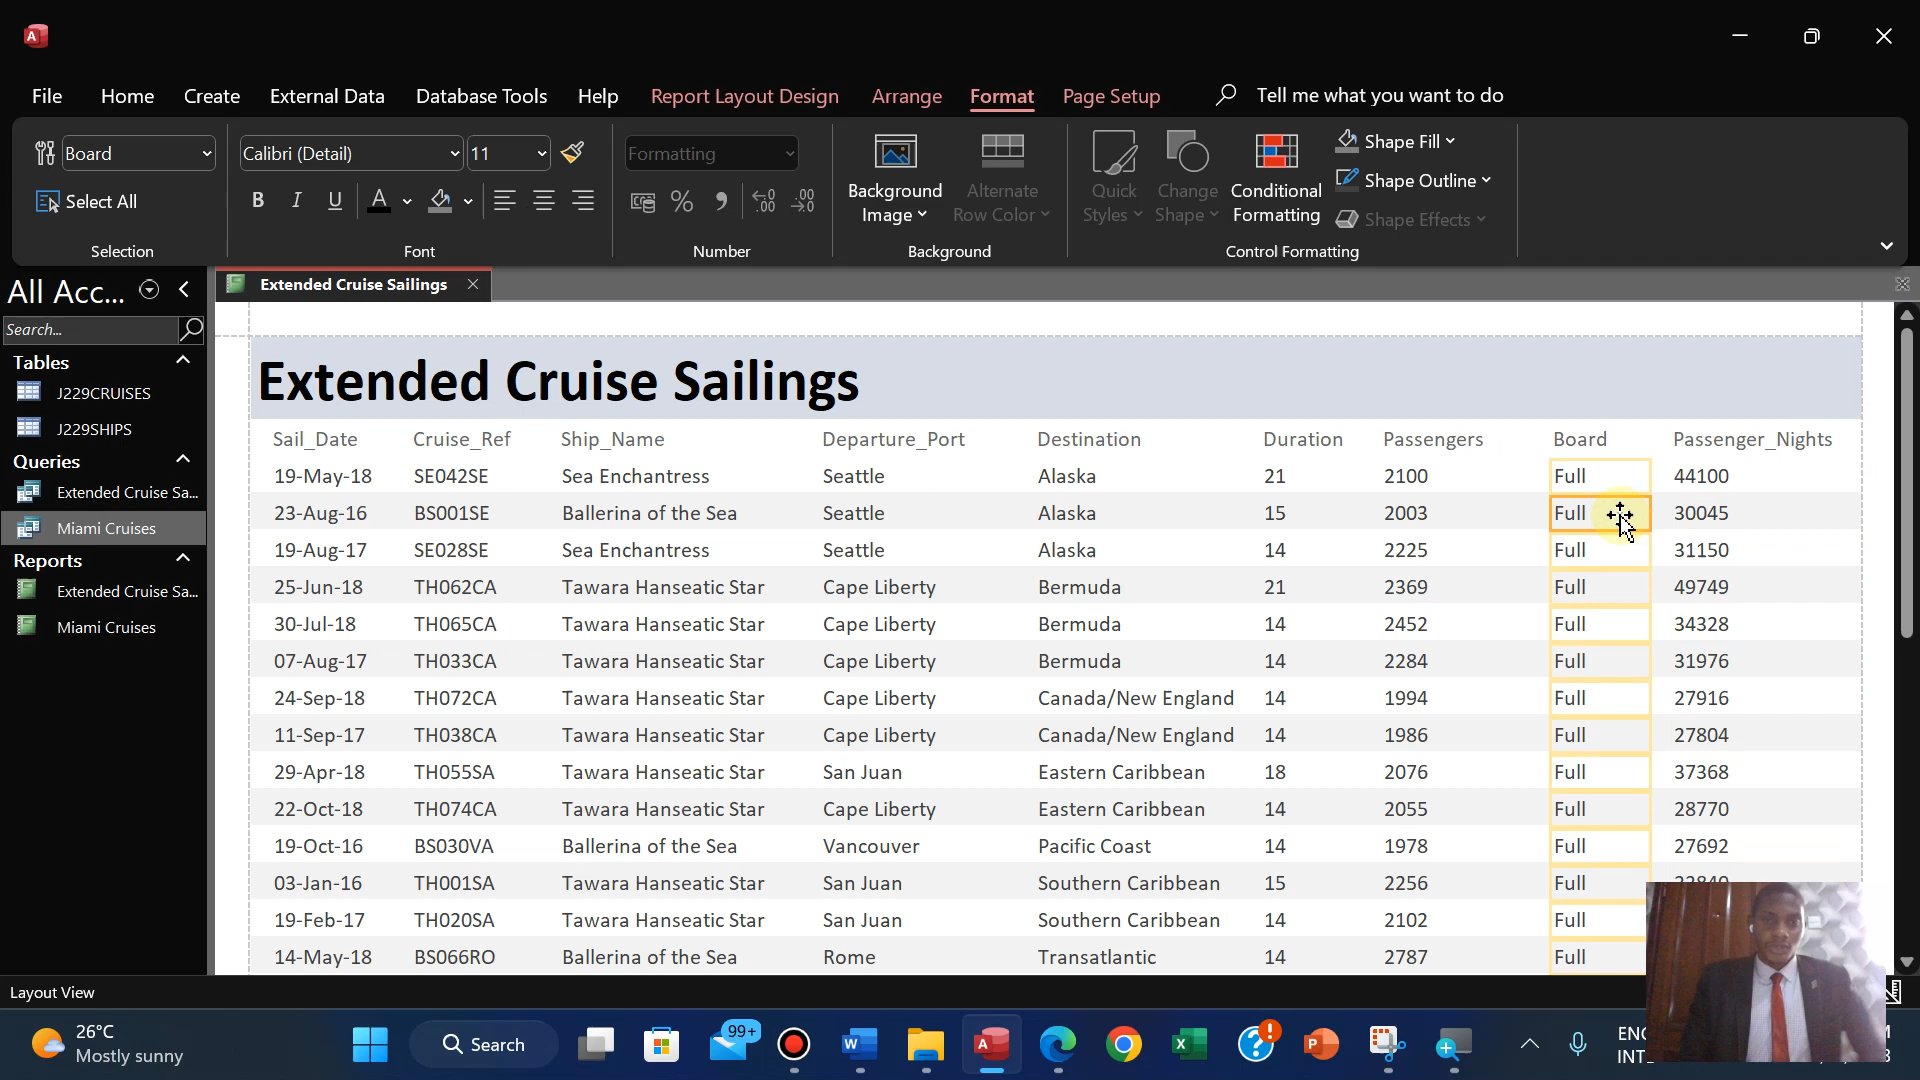 A
File Home Create External Data Database Tools Help Report Layout Design Arrange Format Page Setup Tell me what you want to do
Board Calibri (Detail) 11 Formatting
Select All B I U A % 9 .00 .00
Background Image Alternate Row Color Quick Styles Change Shape Conditional Formatting
Shape Fill
Shape Outline
Shape Effects
Selection Font Number Background Control Formatting
All Acc...
Search...
Tables
J229CRUISES
J229SHIPS
Queries
Extended Cruise Sa...
Miami Cruises
Reports
Extended Cruise Sa...
Miami Cruises
Extended Cruise Sailings
Extended Cruise Sailings
Sail_Date Cruise_Ref Ship_Name Departure_Port Destination Duration Passengers Board Passenger_Nights
19-May-18 SE042SE Sea Enchantress Seattle Alaska 21 2100 Full 44100
23-Aug-16 BS001SE Ballerina of the Sea Seattle Alaska 15 2003 Full 30045
19-Aug-17 SE028SE Sea Enchantress Seattle Alaska 14 2225 Full 31150
25-Jun-18 TH062CA Tawara Hanseatic Star Cape Liberty Bermuda 21 2369 Full 49749
30-Jul-18 TH065CA Tawara Hanseatic Star Cape Liberty Bermuda 14 2452 Full 34328
07-Aug-17 TH033CA Tawara Hanseatic Star Cape Liberty Bermuda 14 2284 Full 31976
24-Sep-18 TH072CA Tawara Hanseatic Star Cape Liberty Canada/New England 14 1994 Full 27916
11-Sep-17 TH038CA Tawara Hanseatic Star Cape Liberty Canada/New England 14 1986 Full 27804
29-Apr-18 TH055SA Tawara Hanseatic Star San Juan Eastern Caribbean 18 2076 Full 37368
22-Oct-18 TH074CA Tawara Hanseatic Star Cape Liberty Eastern Caribbean 14 2055 Full 28770
19-Oct-16 BS030VA Ballerina of the Sea Vancouver Pacific Coast 14 1978 Full 27692
03-Jan-16 TH001SA Tawara Hanseatic Star San Juan Southern Caribbean 15 2256 Full
19-Feb-17 TH020SA Tawara Hanseatic Star San Juan Southern Caribbean 14 2102 Full
14-May-18 BS066RO Ballerina of the Sea Rome Transatlantic 14 2787 Full
Layout View
26°C
Mostly sunny
Search
99+
ENG
INT